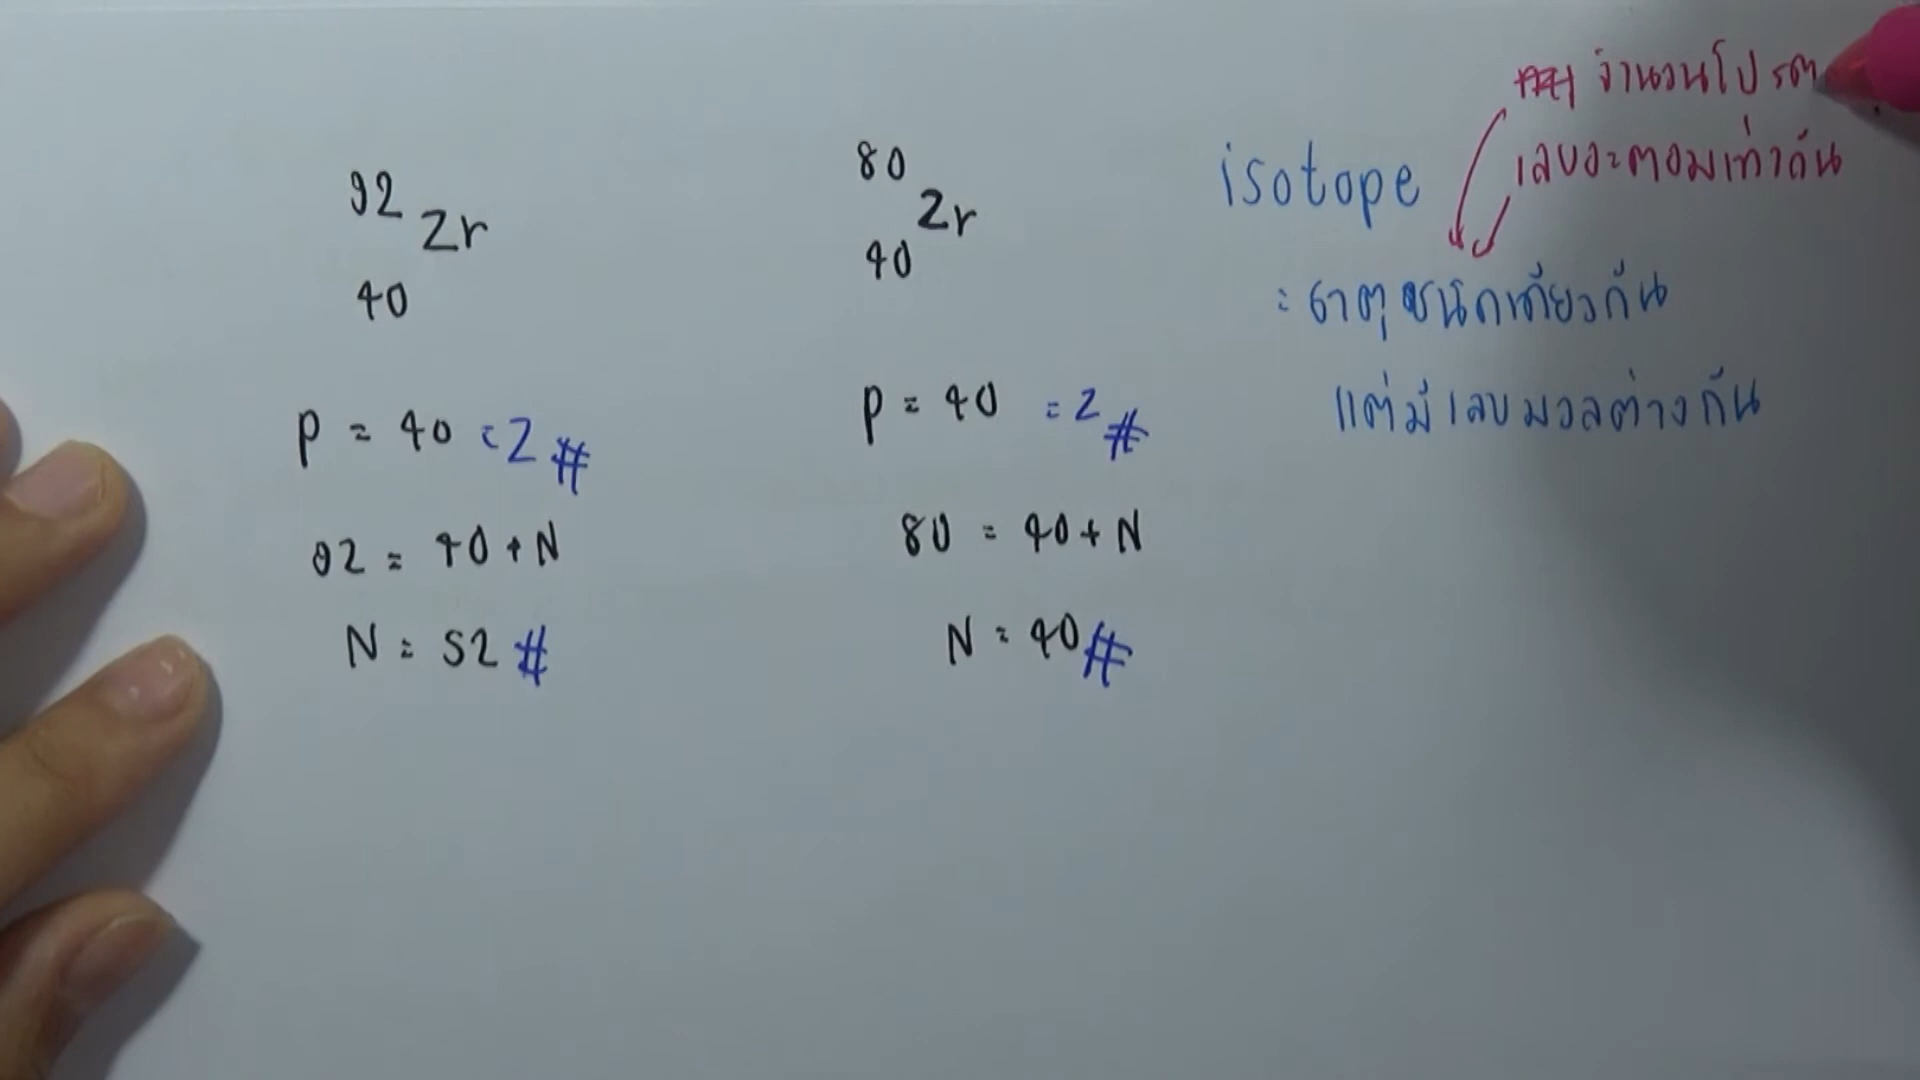 92
Zr
40
P = 40 = Z #
92 = 40 + N
N = 52 #
80
Zr
40
P = 40 = Z #
80 = 40 + N
N = 40 #
จำนวนโปรต
เลขอะตอมเท่ากัน
isotope
= ธาตุชนิดเดียวกัน
แต่มีเลขมวลต่างกัน